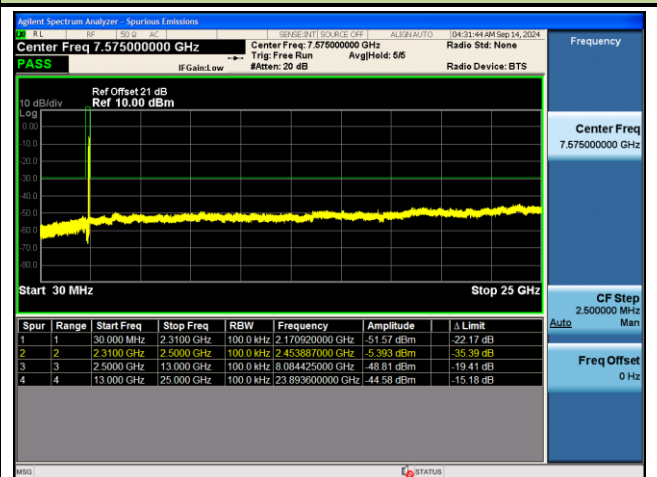 Agilent Spectrum Analyzer - Spurious Emissions
RL RF 50 Ω AC SENSE:INT SOURCE OFF ALIGN AUTO 04:31:44 AM Sep 14, 2024
Center Freq 7.575000000 GHz
Center Freq: 7.575000000 GHz
Radio Std: None
Trig: Free Run Avg|Hold: 5/5
PASS
IFGain:Low
#Atten: 20 dB
Radio Device: BTS
Ref Offset 21 dB
10 dB/div Ref 10.00 dBm
Log
0.00
-10.0
-20.0
-30.0
-40.0
-50.0
-60.0
-70.0
-80.0
Start 30 MHz Stop 25 GHz
Spur Range Start Freq Stop Freq RBW Frequency Amplitude Δ Limit
1 1 30.000 MHz 2.3100 GHz 100.0 kHz 2.170920000 GHz -51.57 dBm -22.17 dB
2 2 2.3100 GHz 2.5000 GHz 100.0 kHz 2.453887000 GHz -5.393 dBm -35.39 dB
3 3 2.5000 GHz 13.000 GHz 100.0 kHz 8.084425000 GHz -48.81 dBm -19.41 dB
4 4 13.000 GHz 25.000 GHz 100.0 kHz 23.893600000 GHz -44.58 dBm -15.18 dB
MSG STATUS
Frequency
Center Freq
7.575000000 GHz
CF Step
2.500000 MHz
Auto Man
Freq Offset
0 Hz